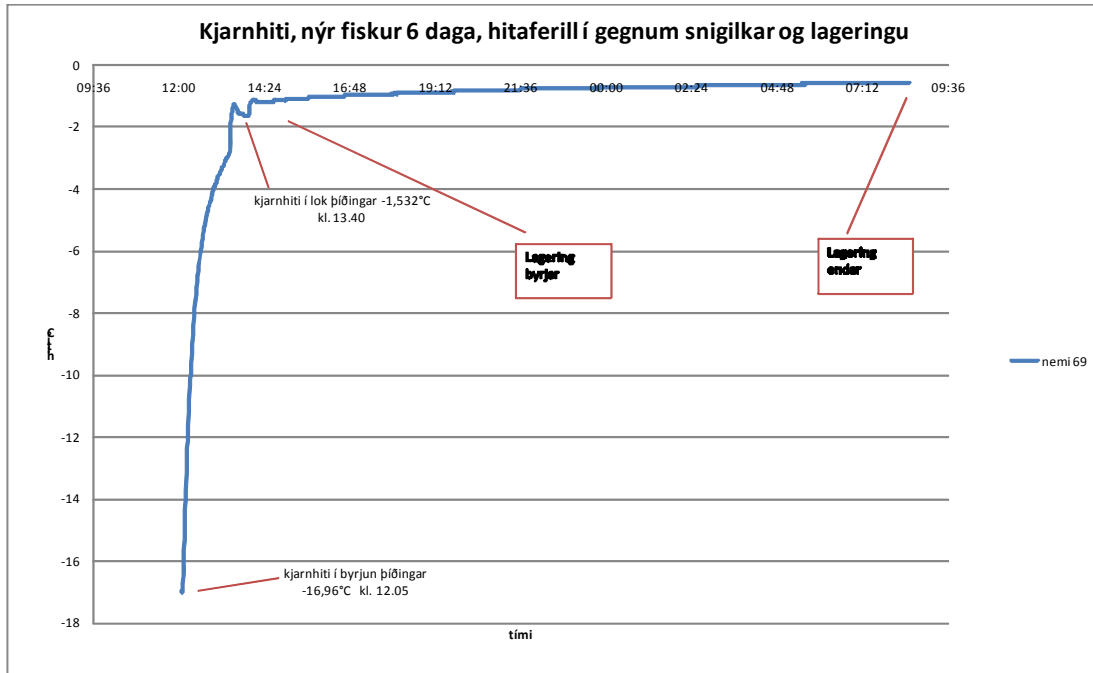 Kjarnhiti, nýr fiskur 6 daga, hitaferill í gegnum snigilkar og lageringu
0
09:36 12:00 14:24 16:48 19:12 21:36 00:00 02:24 04:48 07:12 09:36
-2
kjarnhiti í lok þíðingar -1,532°C
kl. 13.40
-4
-6
Lagering
byrjar
Lagering
endar
-8
-10
nemi 69
-12
-14
-16
kjarnhiti í byrjun þíðingar
-16,96°C kl. 12.05
-18
tími